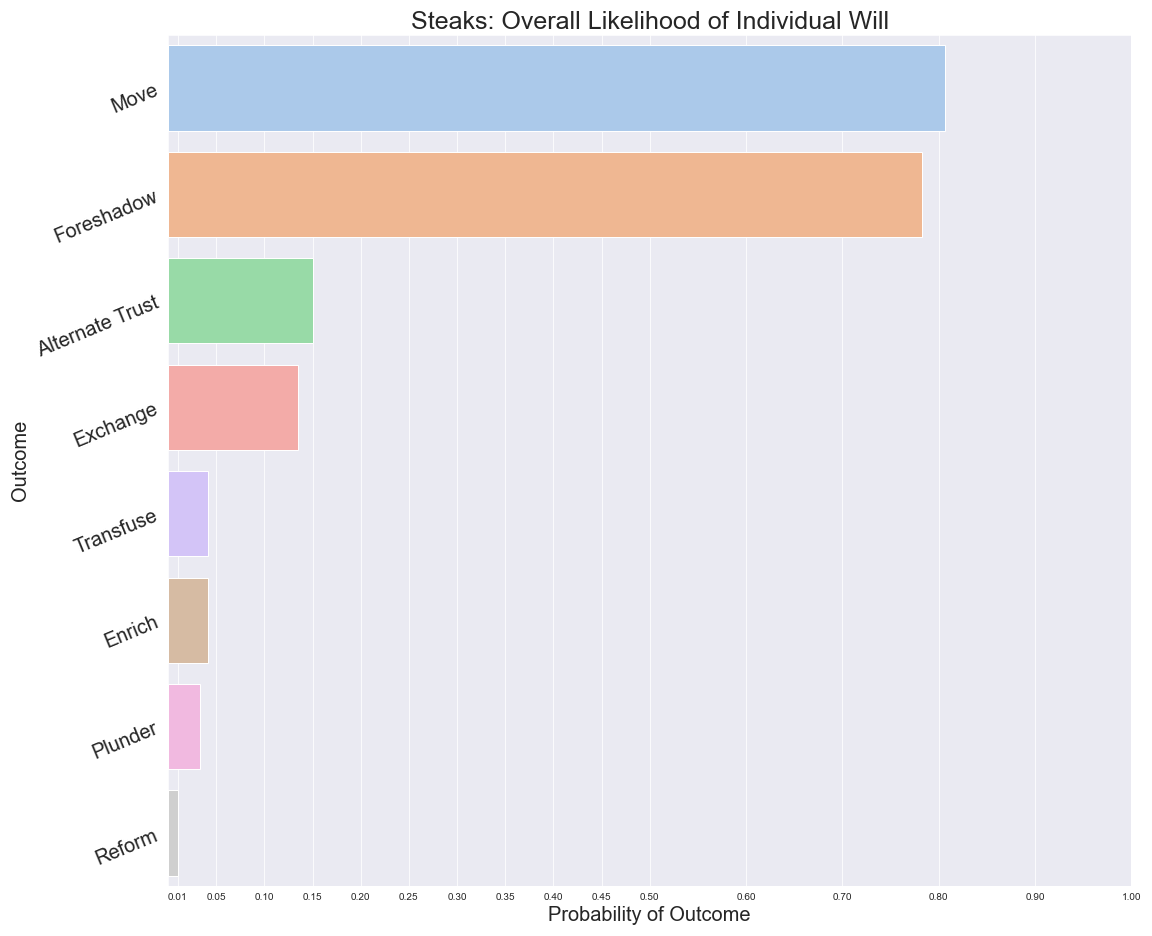 Steaks: Overall Likelihood of Individual Will
Move
Foreshadow
Alternate Trust
Exchange
Transfuse
Enrich
Plunder
Reform
Outcome
0.01 0.05 0.10 0.15 0.20 0.25 0.30 0.35 0.40 0.45 0.50 0.60 0.70 0.80 0.90 1.00
Probability of Outcome